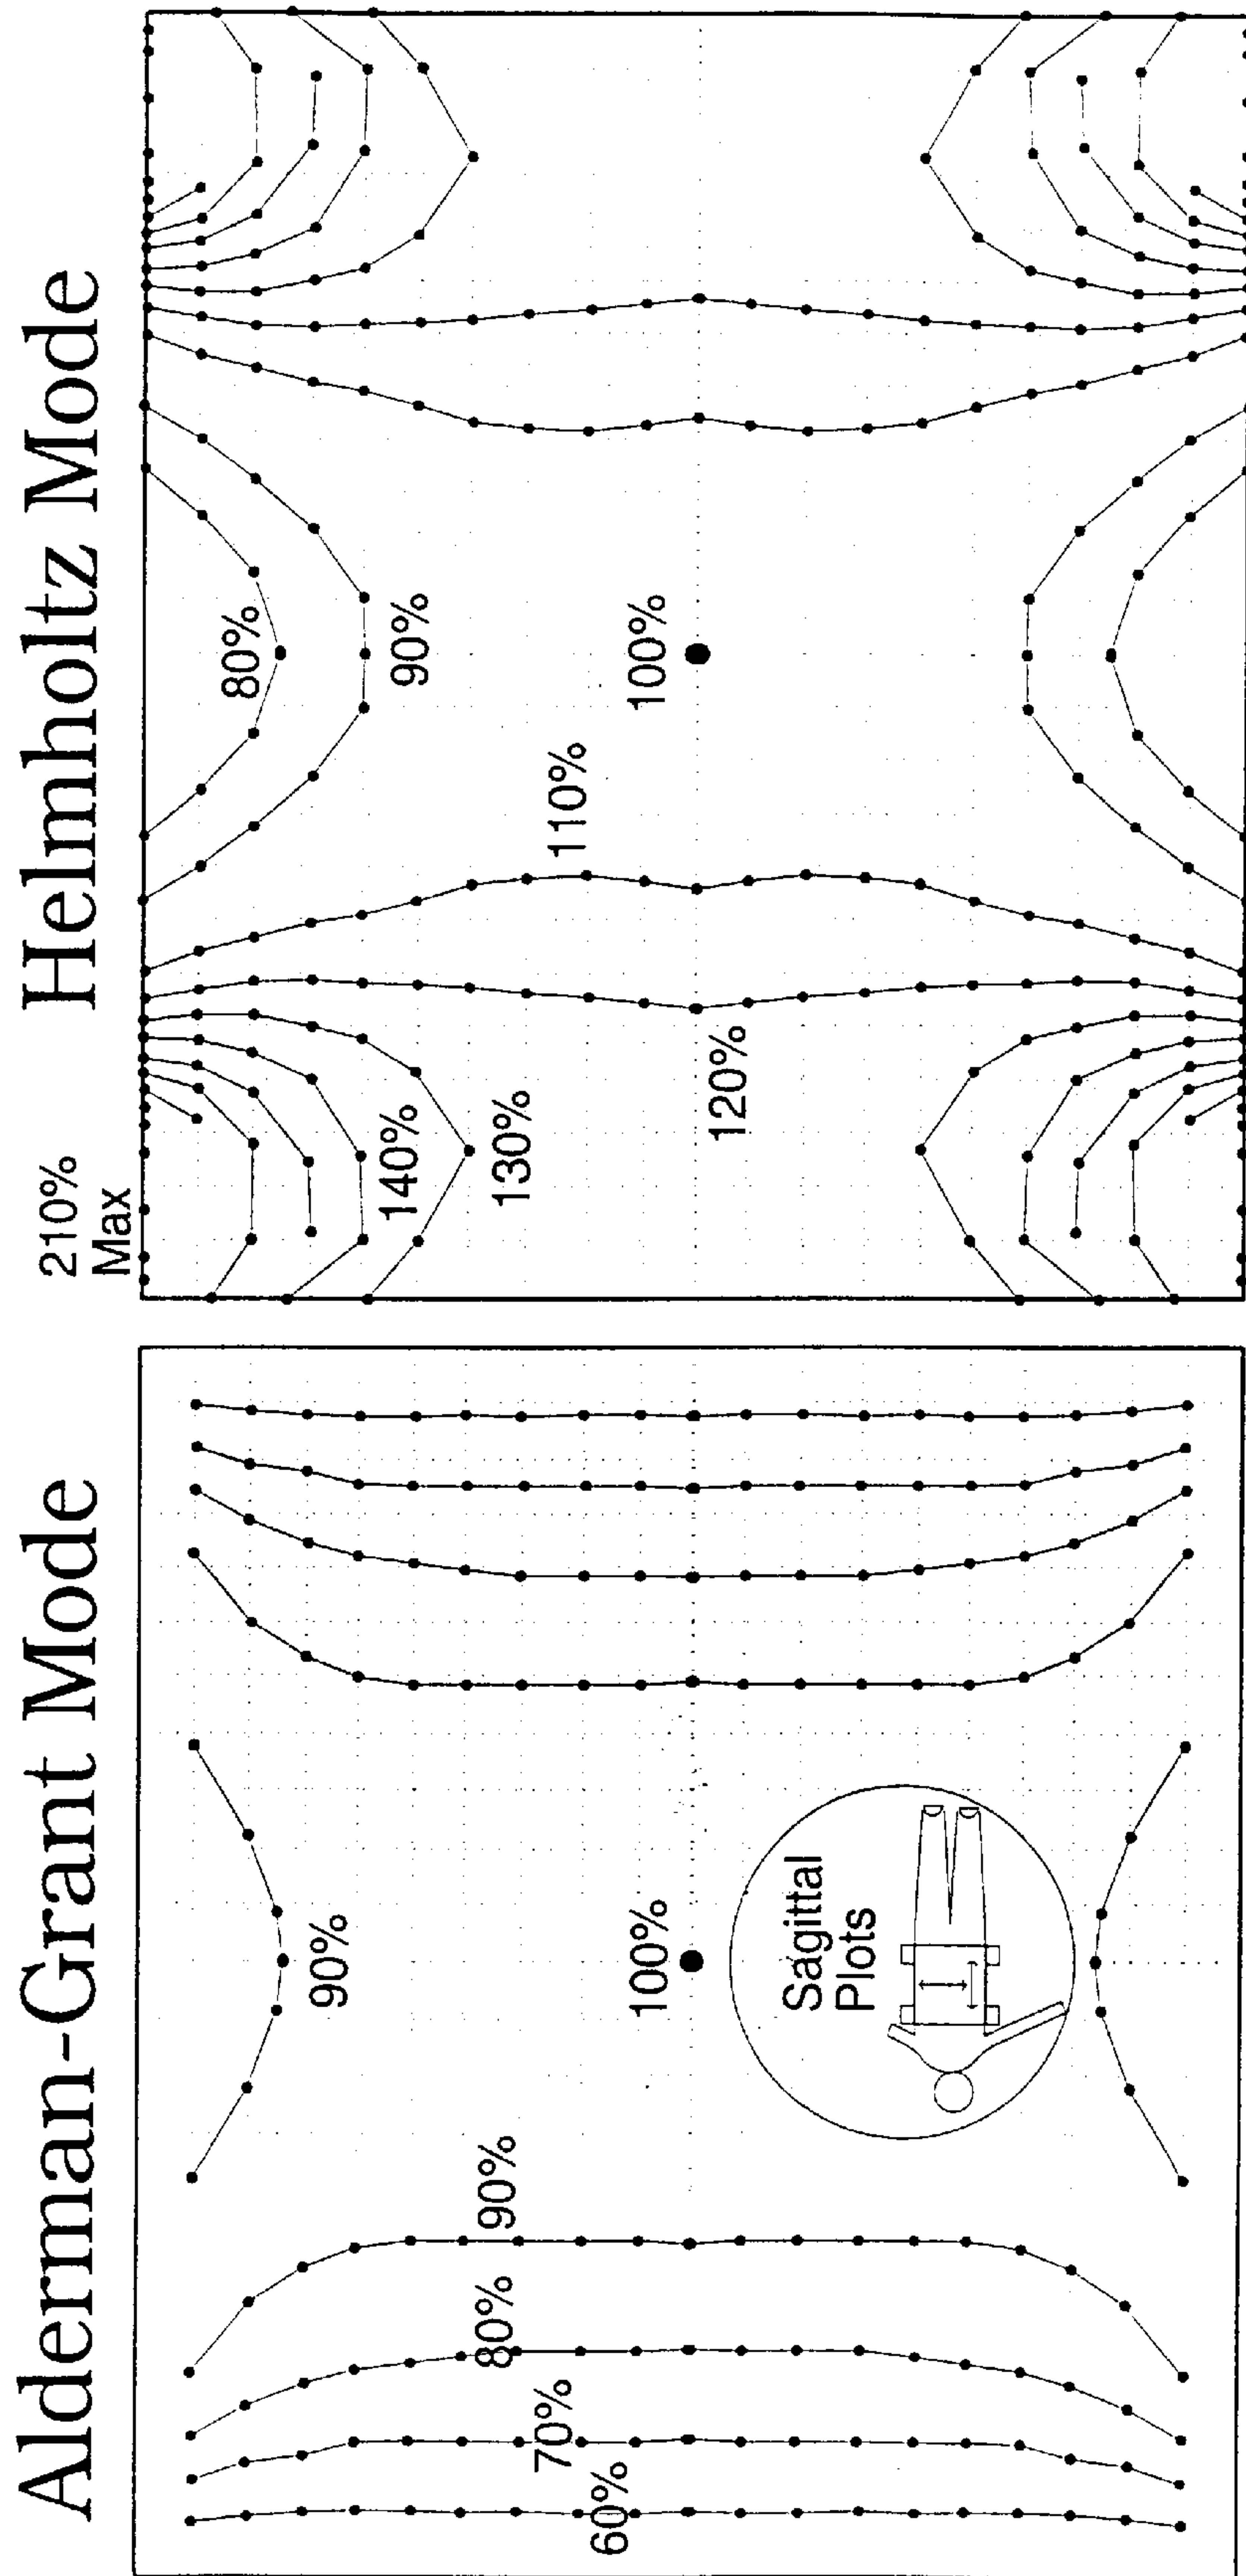 Alderman-Grant Mode
90%
100%
90%
80%
70%
60%
Sagittal
Plots
Helmholtz Mode
210%
Max
80%
90%
100%
110%
120%
130%
140%